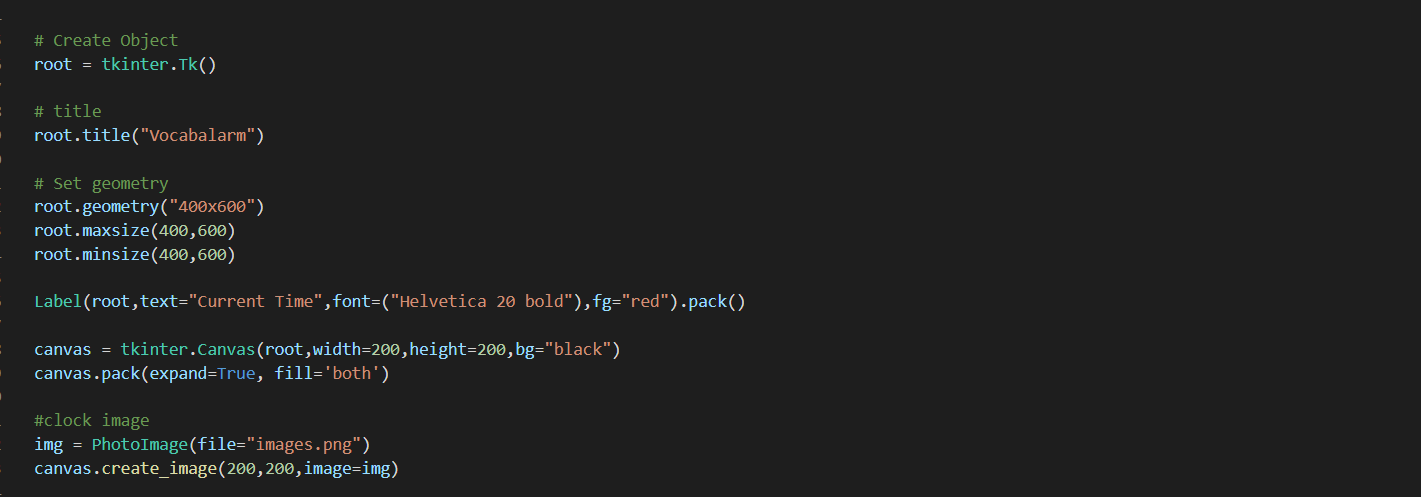 # Create Object
root = tkinter.Tk()
# title
root.title("Vocabalarm")
# Set geometry
root.geometry("400x600")
root.maxsize(400,600)
root.minsize(400,600)
Label(root,text="Current Time",font=("Helvetica 20 bold"),fg="red").pack()
canvas = tkinter.Canvas(root,width=200,height=200,bg="black")
canvas.pack(expand=True, fill='both')
#clock image
img = PhotoImage(file="images.png")
canvas.create_image(200,200,image=img)